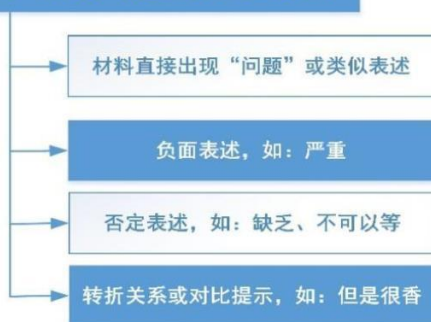 材料直接出现“问题”或类似表述
负面表述，如：严重
否定表述，如：缺乏、不可以等
转折关系或对比提示，如：但是很香